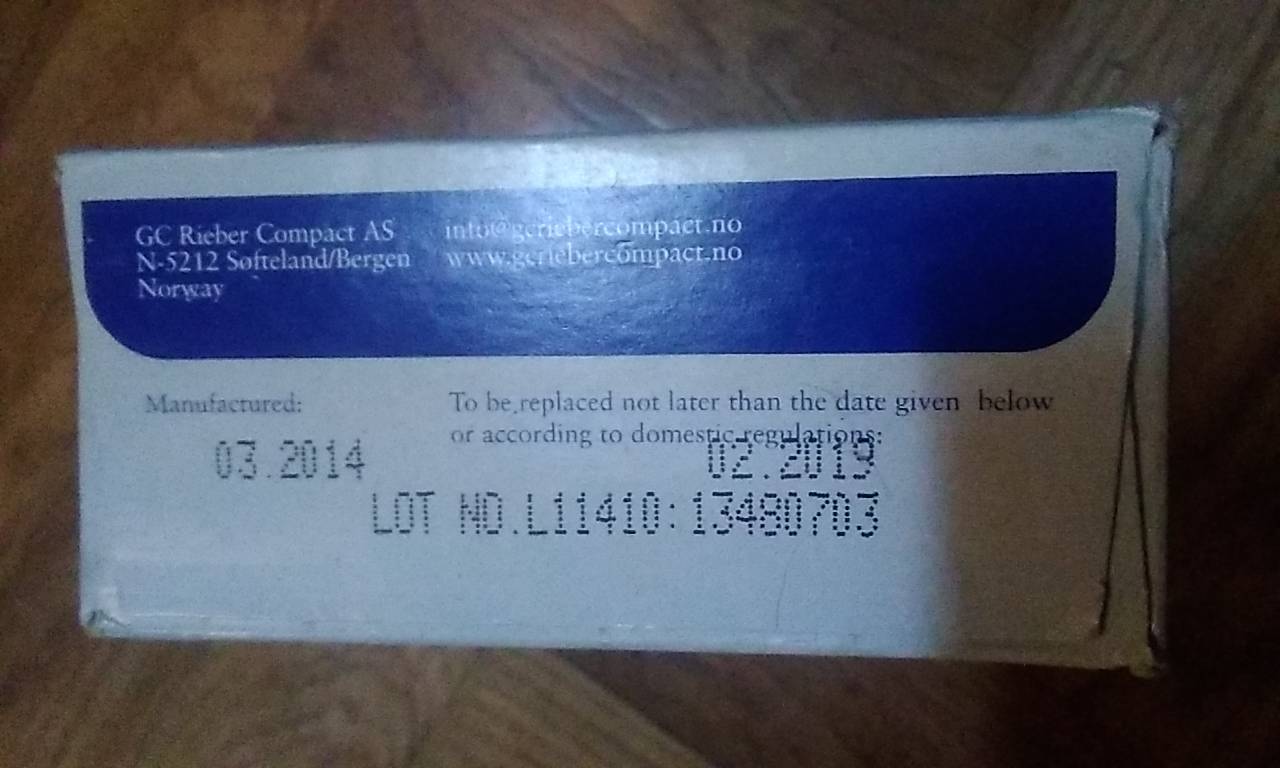 GC Rieber Compact AS
N-5212 Søfteland/Bergen
Norway
info@gcriebercompact.no
www.gcriebercompact.no
Manufactured:
03.2014
To be replaced not later than the date given below
or according to domestic regulations:
02.2019
LOT NO.L11410:13480703